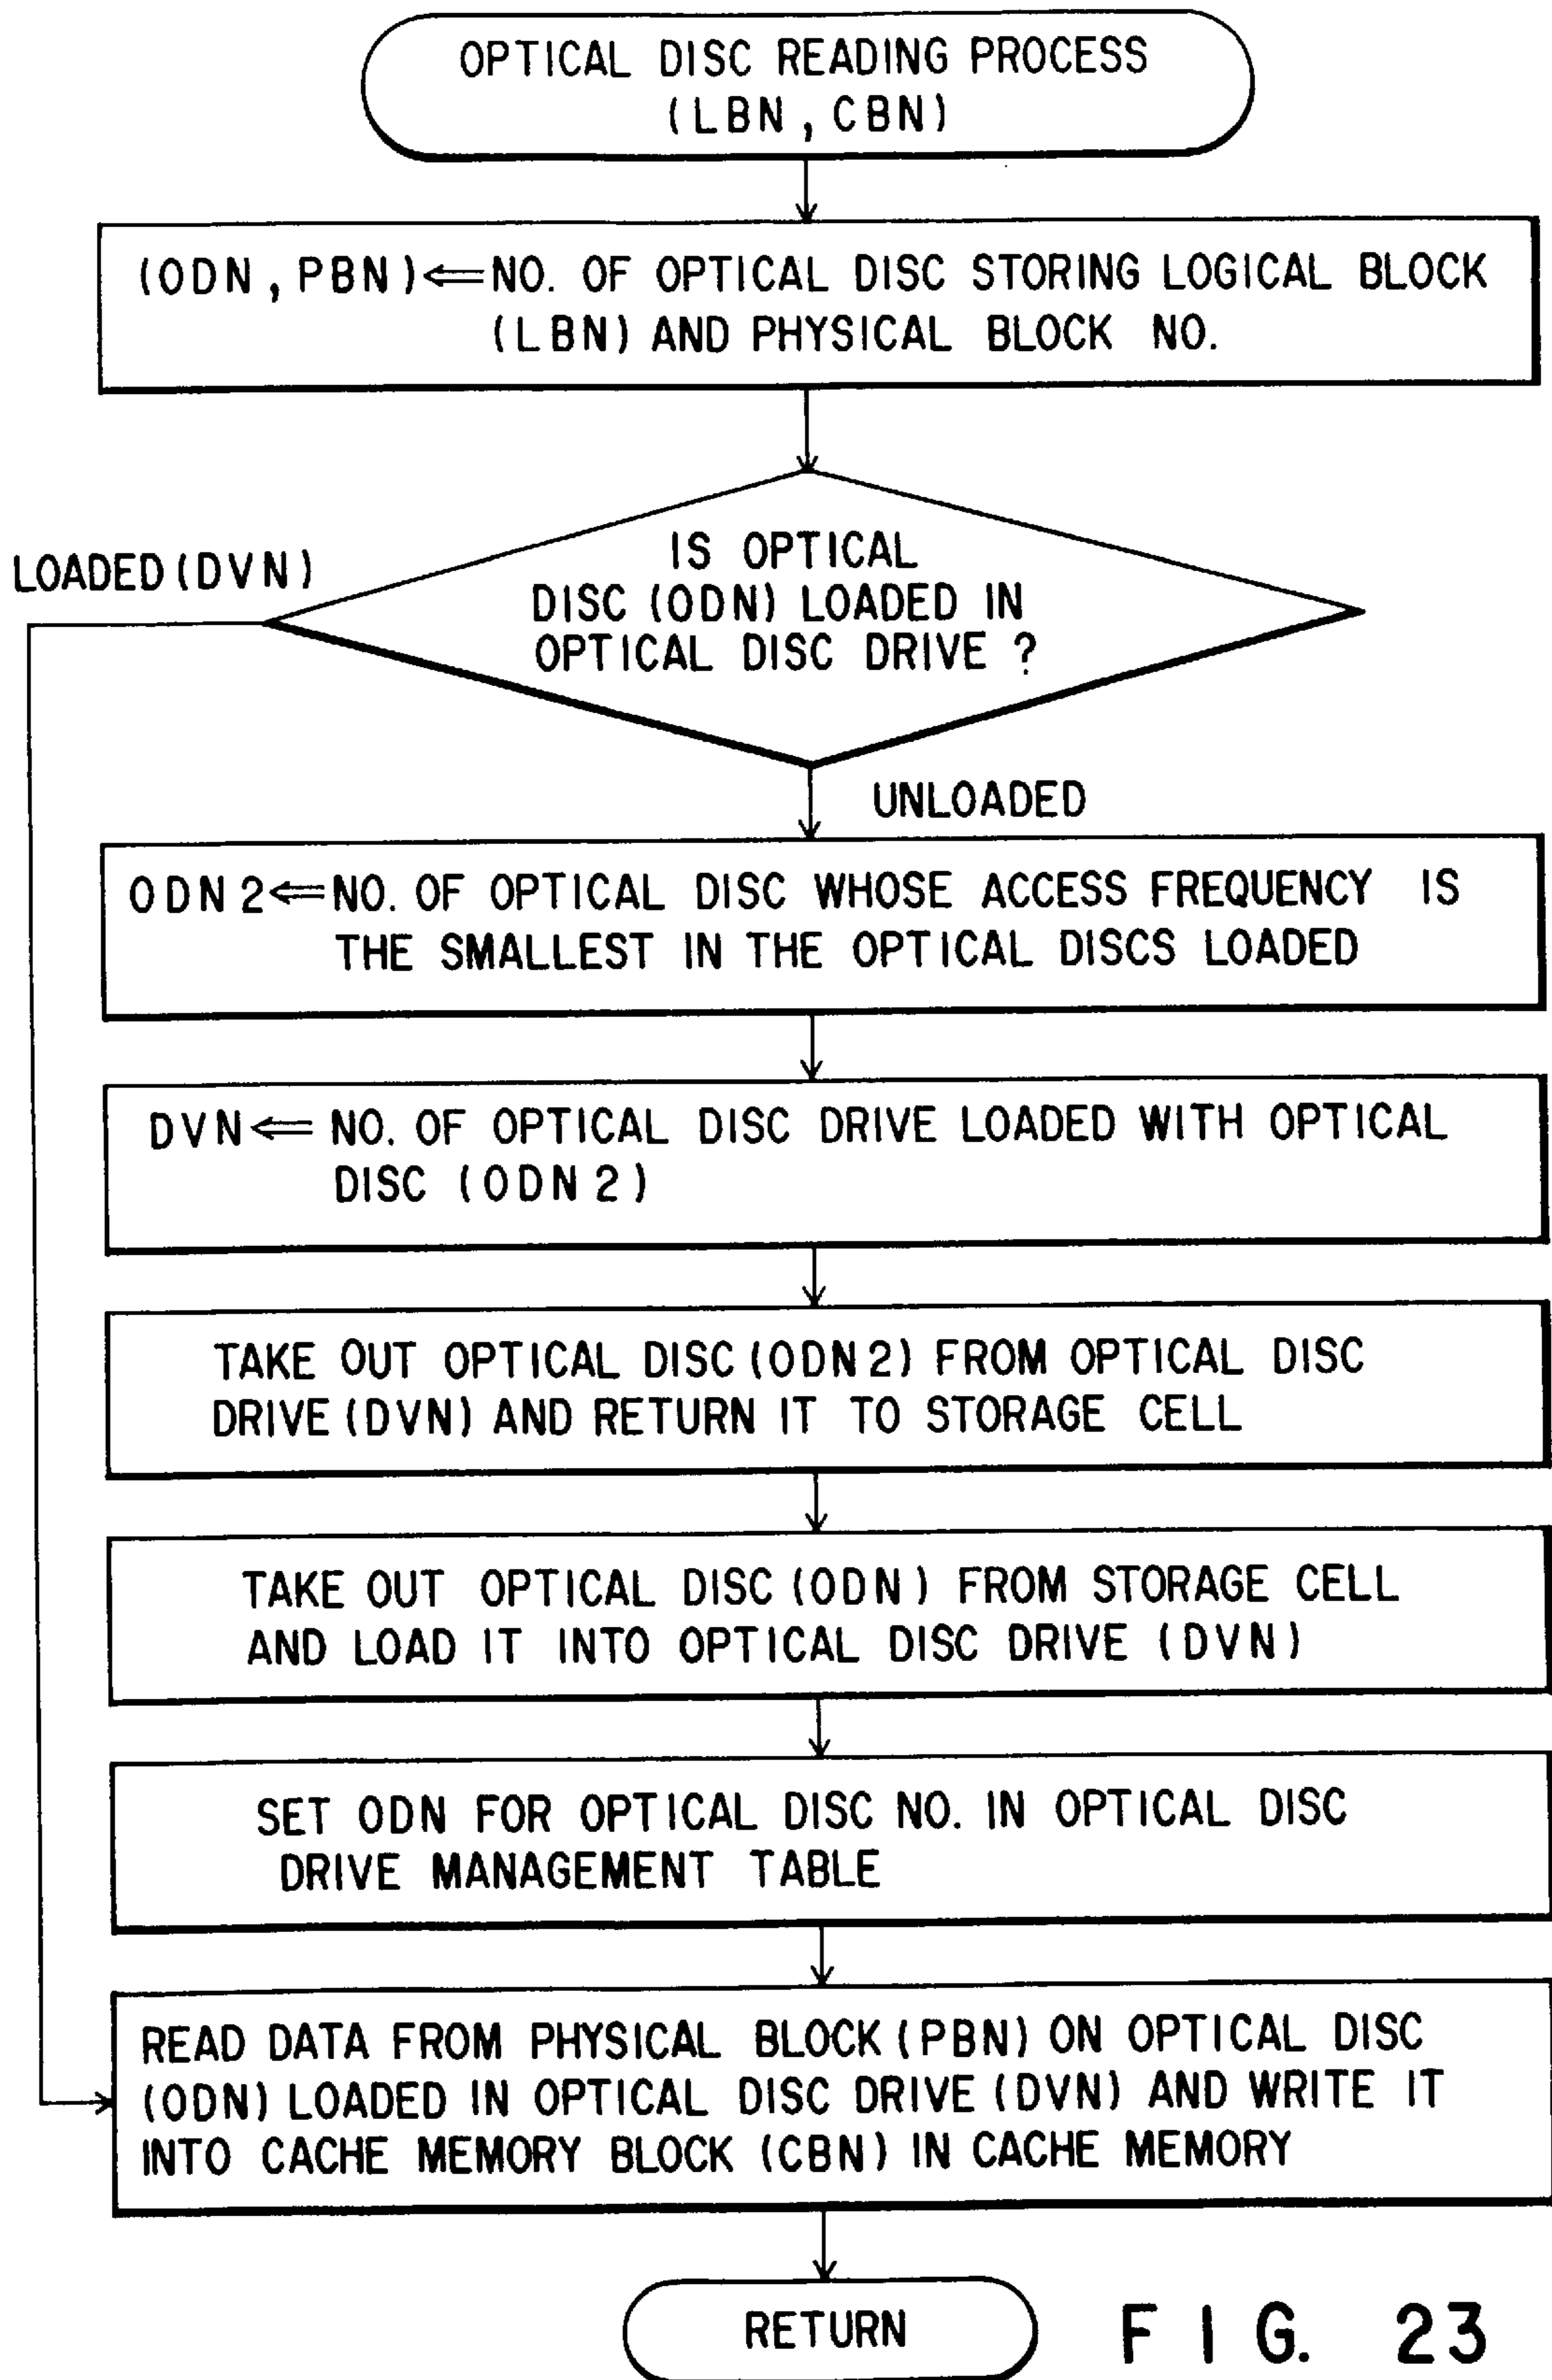 OPTICAL DISC READING PROCESS
(LBN, CBN)
(ODN, PBN)⇐NO. OF OPTICAL DISC STORING LOGICAL BLOCK
(LBN) AND PHYSICAL BLOCK NO.
LOADED(DVN)
IS OPTICAL
DISC (ODN) LOADED IN
OPTICAL DISC DRIVE ?
UNLOADED
ODN2⇐NO. OF OPTICAL DISC WHOSE ACCESS FREQUENCY IS
THE SMALLEST IN THE OPTICAL DISCS LOADED
DVN⇐ NO. OF OPTICAL DISC DRIVE LOADED WITH OPTICAL
DISC (ODN2)
TAKE OUT OPTICAL DISC(ODN2) FROM OPTICAL DISC
DRIVE(DVN) AND RETURN IT TO STORAGE CELL
TAKE OUT OPTICAL DISC(ODN) FROM STORAGE CELL
AND LOAD IT INTO OPTICAL DISC DRIVE (DVN)
SET ODN FOR OPTICAL DISC NO. IN OPTICAL DISC
DRIVE MANAGEMENT TABLE
READ DATA FROM PHYSICAL BLOCK(PBN) ON OPTICAL DISC
(ODN) LOADED IN OPTICAL DISC DRIVE(DVN) AND WRITE IT
INTO CACHE MEMORY BLOCK (CBN) IN CACHE MEMORY
RETURN
FIG. 23